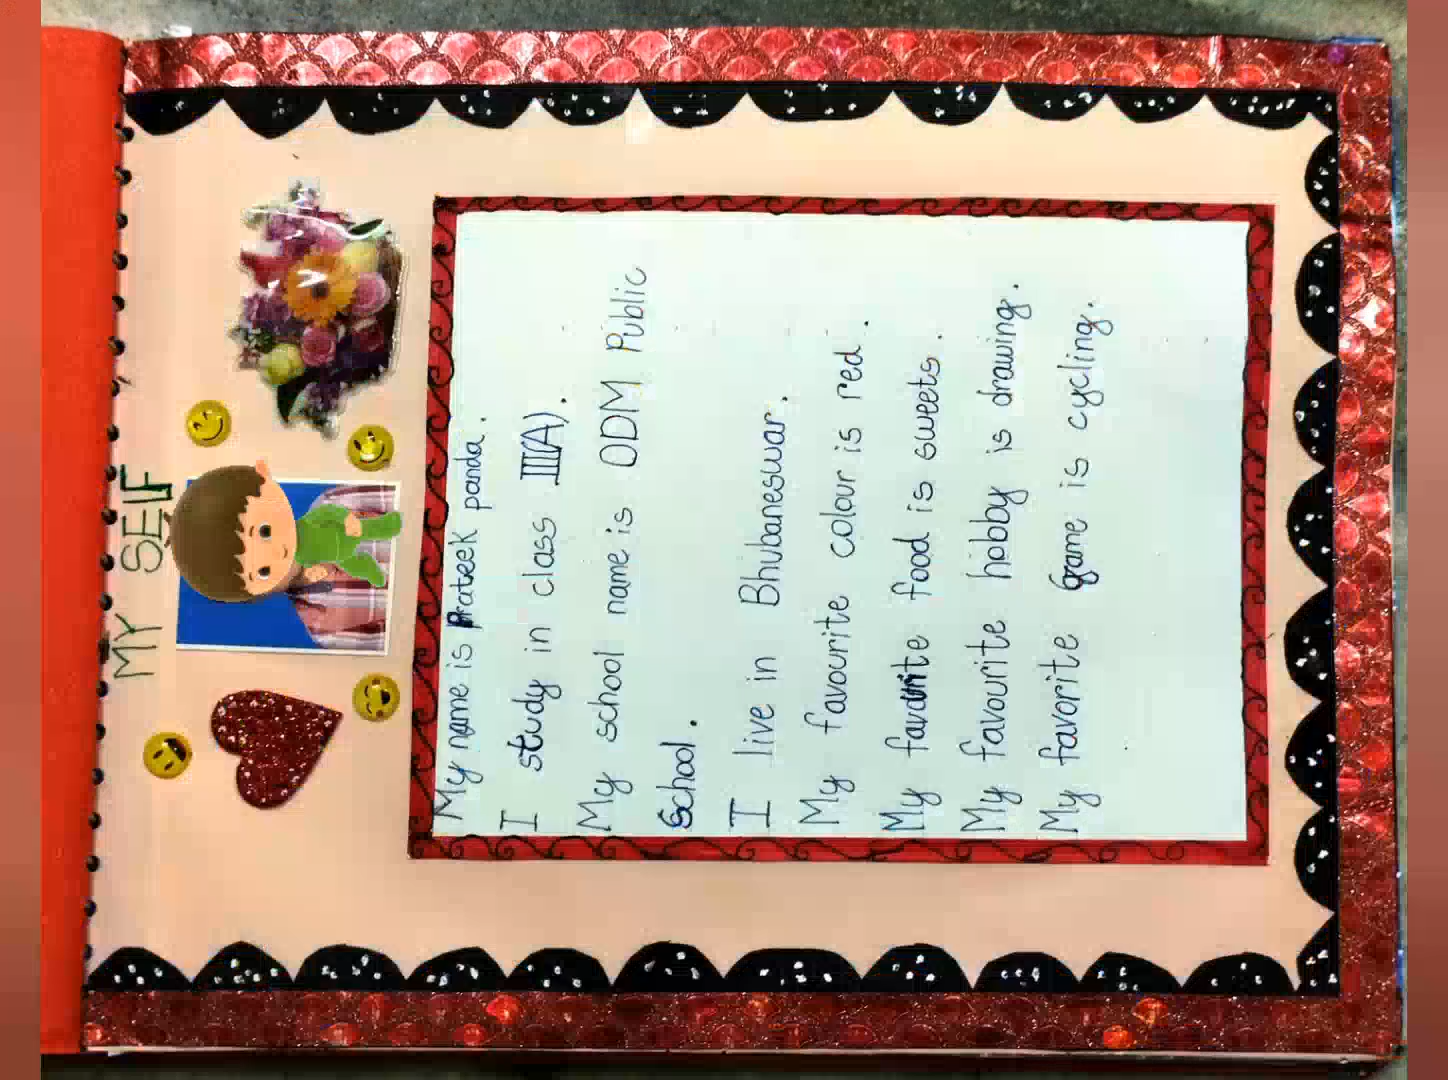 MY SELF
My name is Prateek panda.
I study in class III(A).
My school name is ODM Public
School.
I live in Bhubaneswar.
My favourite colour is red.
My favourite food is sweets.
My favourite hobby is drawing.
My favorite game is cycling.